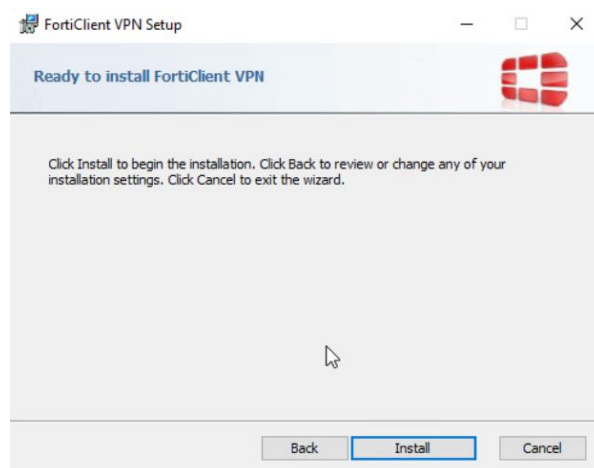 FortiClient VPN Setup
Ready to install FortiClient VPN
Click Install to begin the installation. Click Back to review or change any of your
installation settings. Click Cancel to exit the wizard.
Back Install Cancel